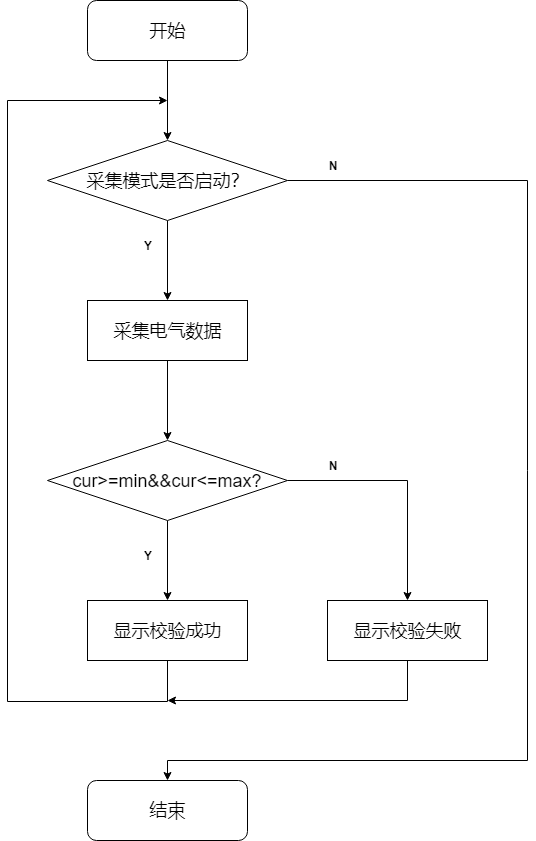 开始
采集模式是否启动?
N
Y
采集电气数据
cur>=min&&cur<=max?
N
Y
显示校验成功
显示校验失败
结束